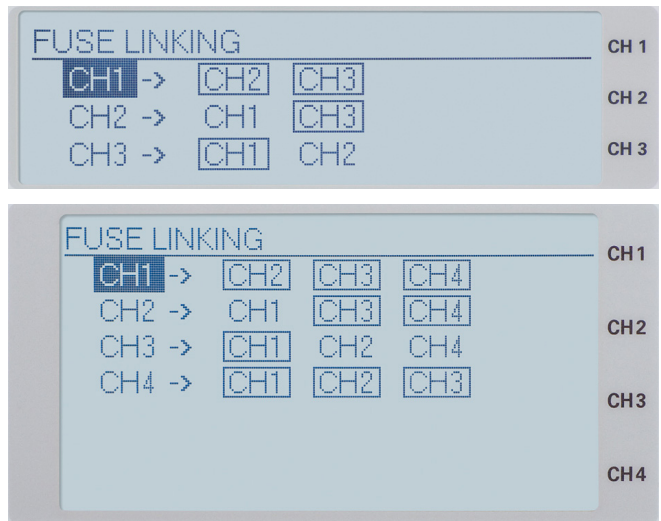 FUSE LINKING
CH1 -> CH2 CH3
CH2 -> CH1 CH3
CH3 -> CH1 CH2
CH 1
CH 2
CH 3
FUSE LINKING
CH1 -> CH2 CH3 CH4
CH2 -> CH1 CH3 CH4
CH3 -> CH1 CH2 CH4
CH4 -> CH1 CH2 CH3
CH1
CH2
CH3
CH4